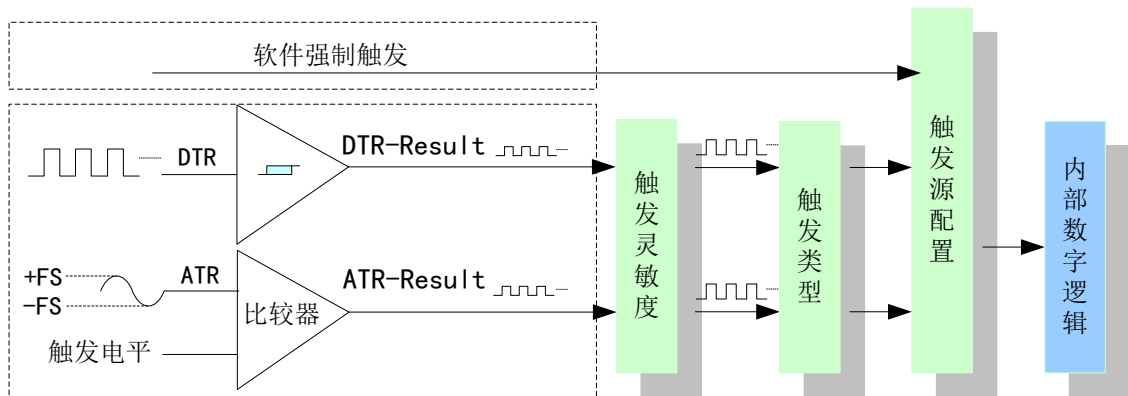 软件强制触发
DTR
DTR-Result
+FS
-FS
ATR
比较器
ATR-Result
触发电平
触发灵敏度
触发类型
触发源配置
内部数字逻辑